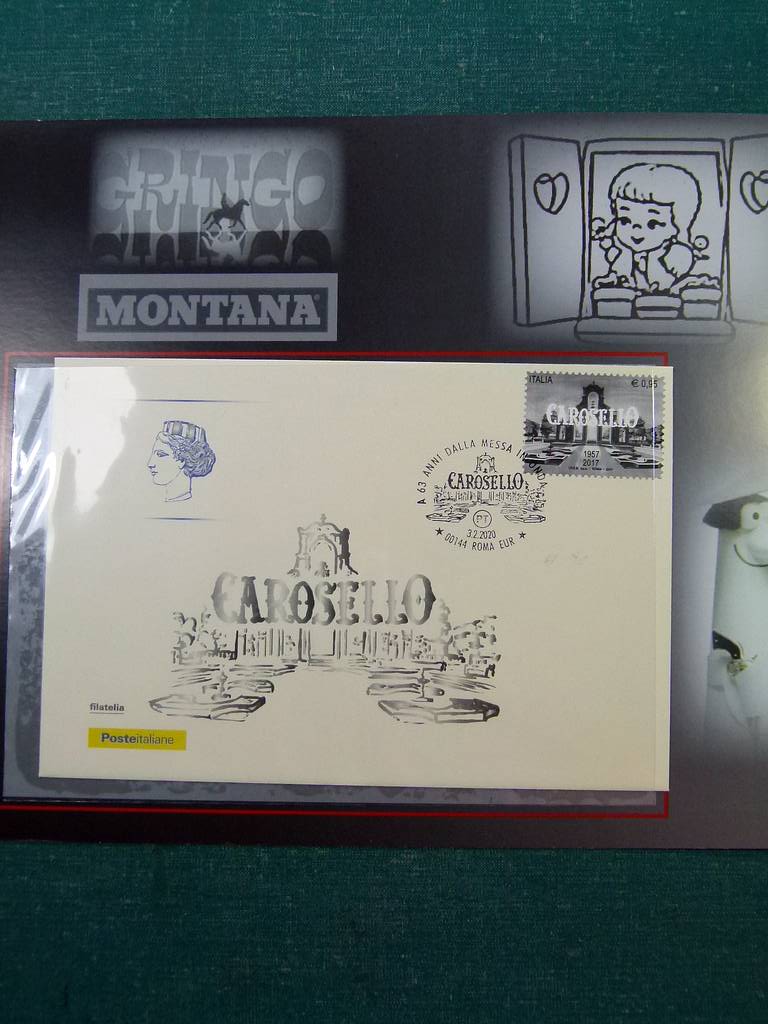 GRINGO
MONTANA
ITALIA € 0,95
CAROSELLO
1957
2017
A 63 ANNI DALLA MESSA IN ONDA
CAROSELLO
PT
3.2.2020
★ 00144 ROMA EUR ★
CAROSELLO
filatelia
Posteitaliane